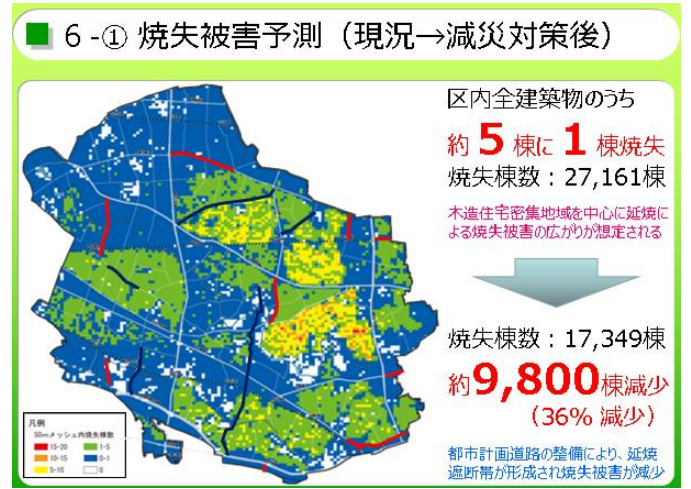 6-① 焼失被害予測（現況→減災対策後）
区内全建築物のうち
約 5 棟に 1 棟焼失
焼失棟数：27,161棟
木造住宅密集地域を中心に延焼に
よる焼失被害の広がりが想定される
焼失棟数：17,349棟
約9,800棟減少
（36% 減少）
都市計画道路の整備により、延焼
遮断帯が形成され焼失被害が減少
凡例
50mメッシュ内焼失棟数
15-20 1-5
10-15 0-1
5-10 0